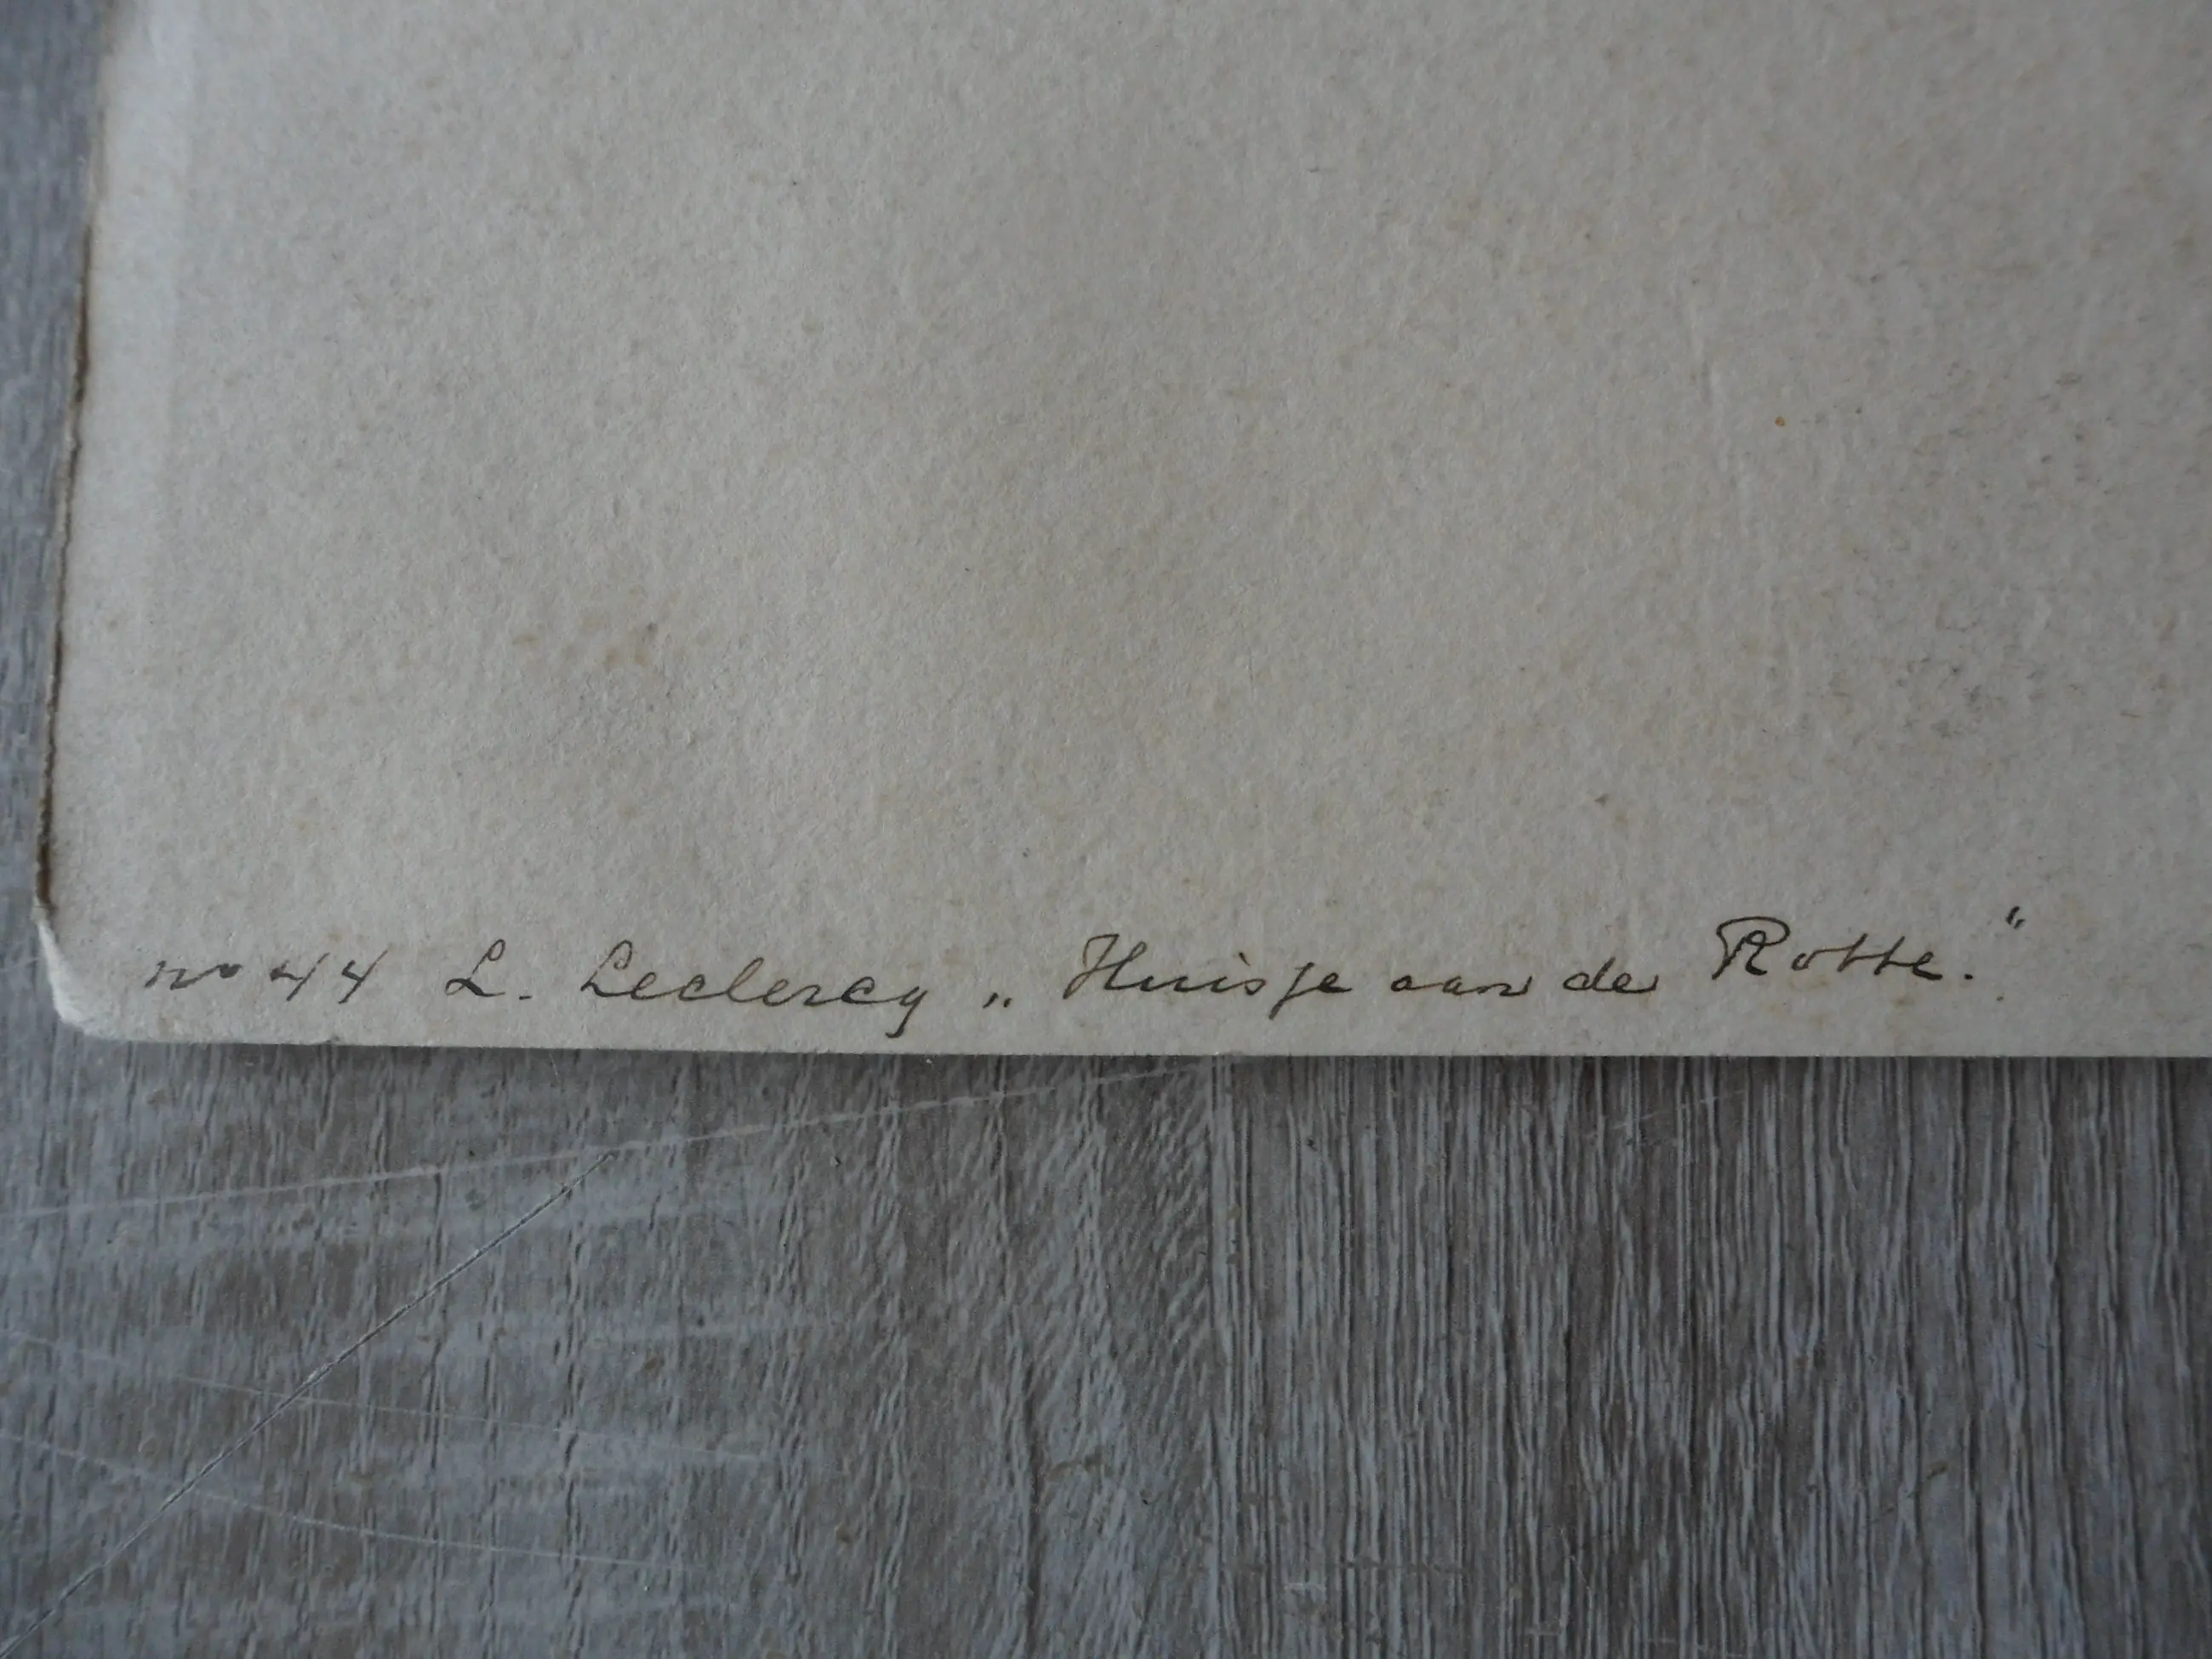 no 44 L. Leclercq „Huisje aan de Rotte.“